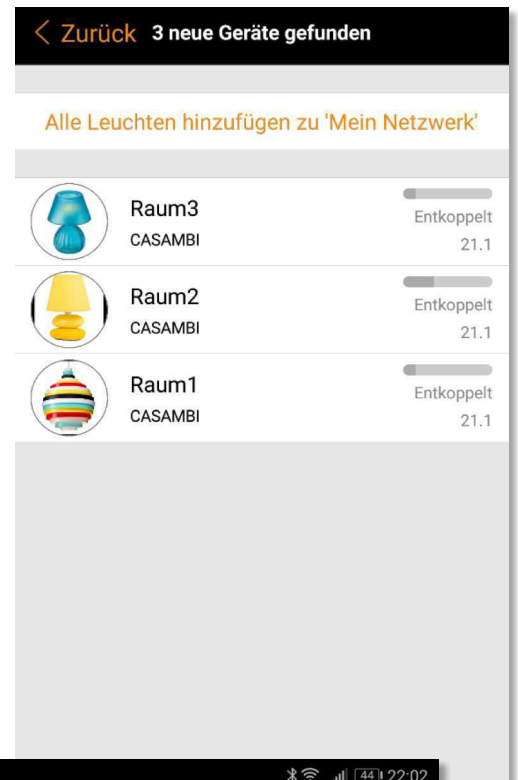 Zurück 3 neue Geräte gefunden
Alle Leuchten hinzufügen zu 'Mein Netzwerk'
Raum3
Entkoppelt
CASAMBI
21.1
Raum2
Entkoppelt
CASAMBI
21.1
Raum1
Entkoppelt
CASAMBI
21.1
44 22:02